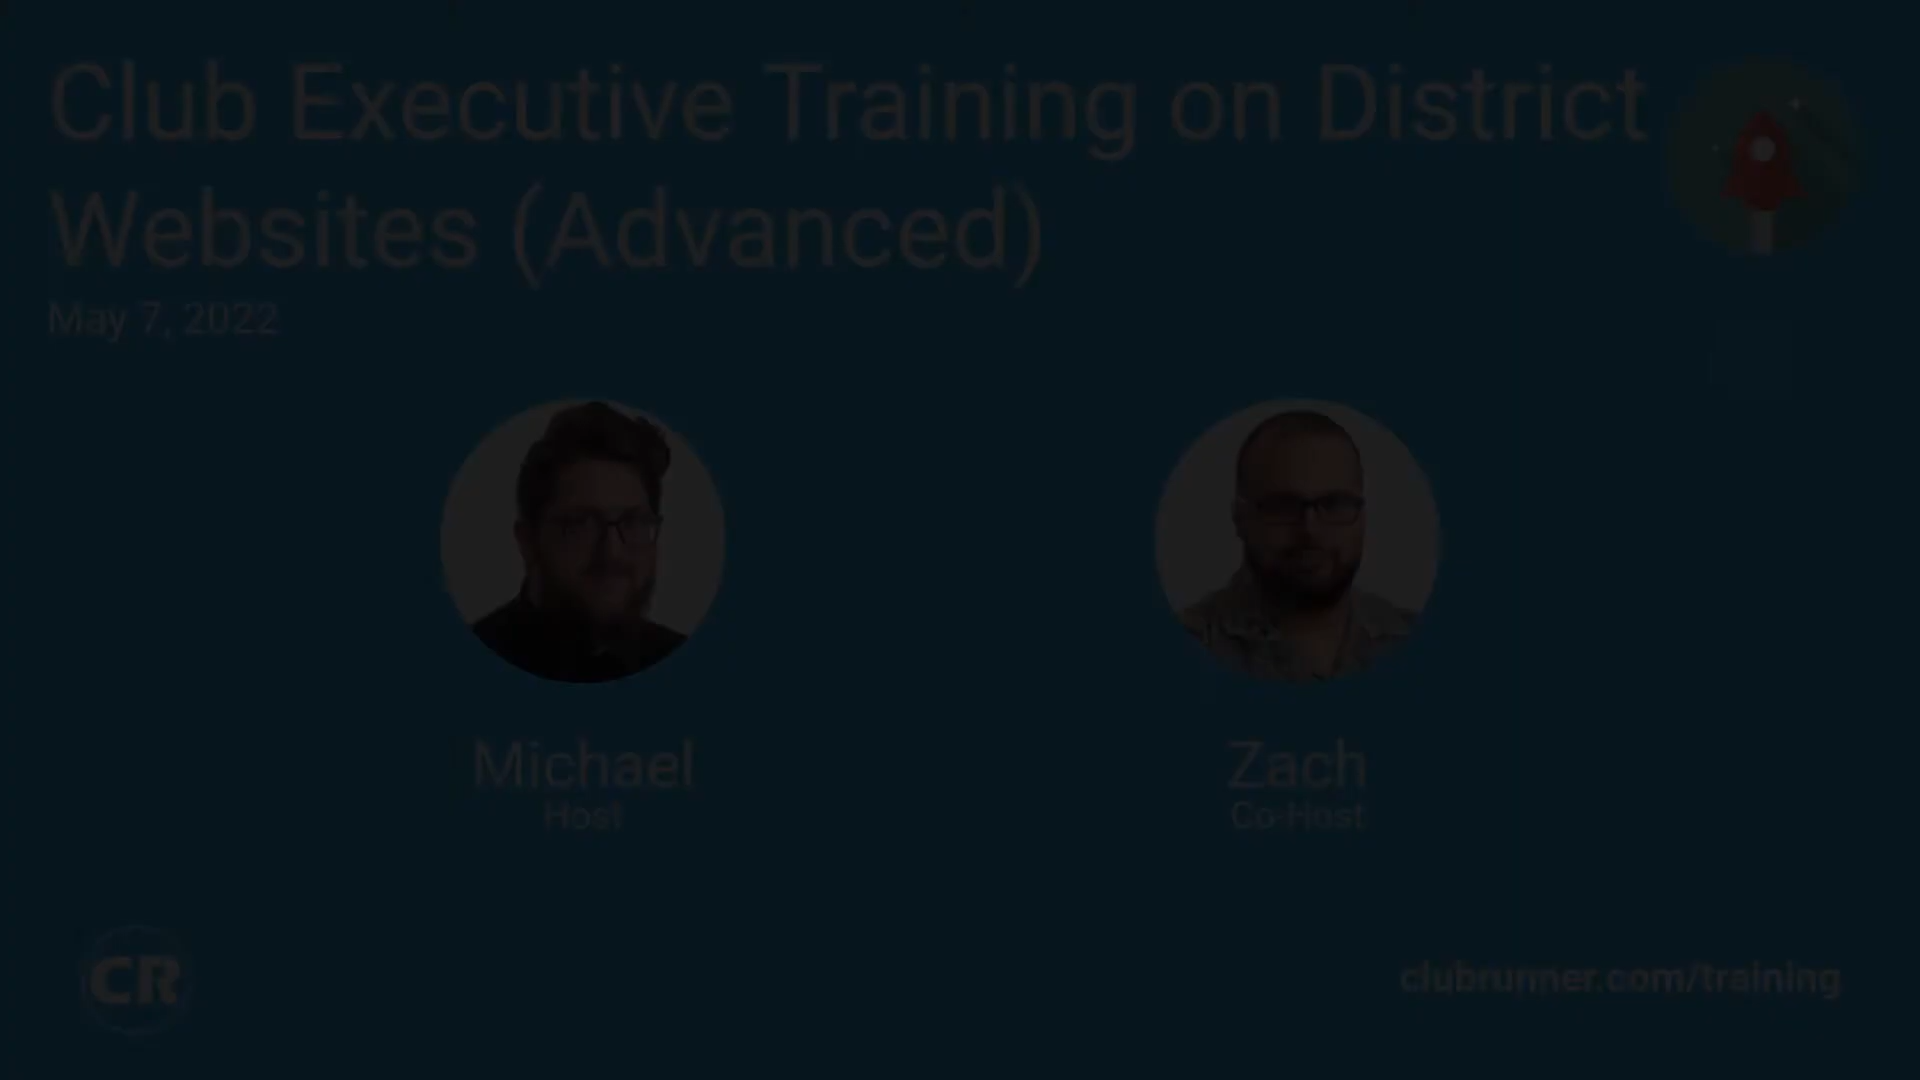 Club Executive Training on District
Websites (Advanced)
May 7, 2022
Michael
Host
Zach
Co-Host
CR
clubrunner.com/training